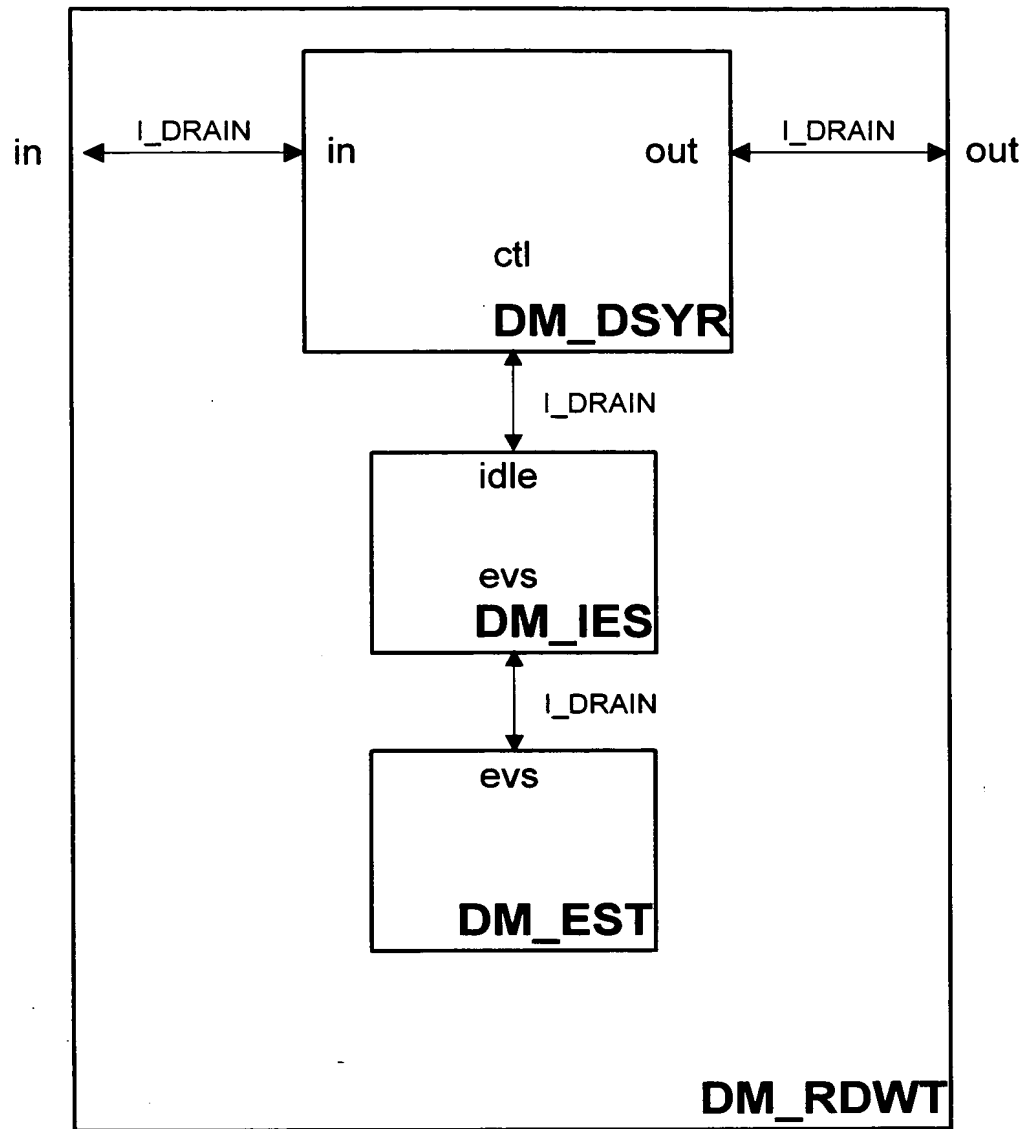 I_DRAIN
I_DRAIN
in
in
out
out
ctl
DM_DSYR
I_DRAIN
idle
evs
DM_IES
I_DRAIN
evs
DM_EST
DM_RDWT